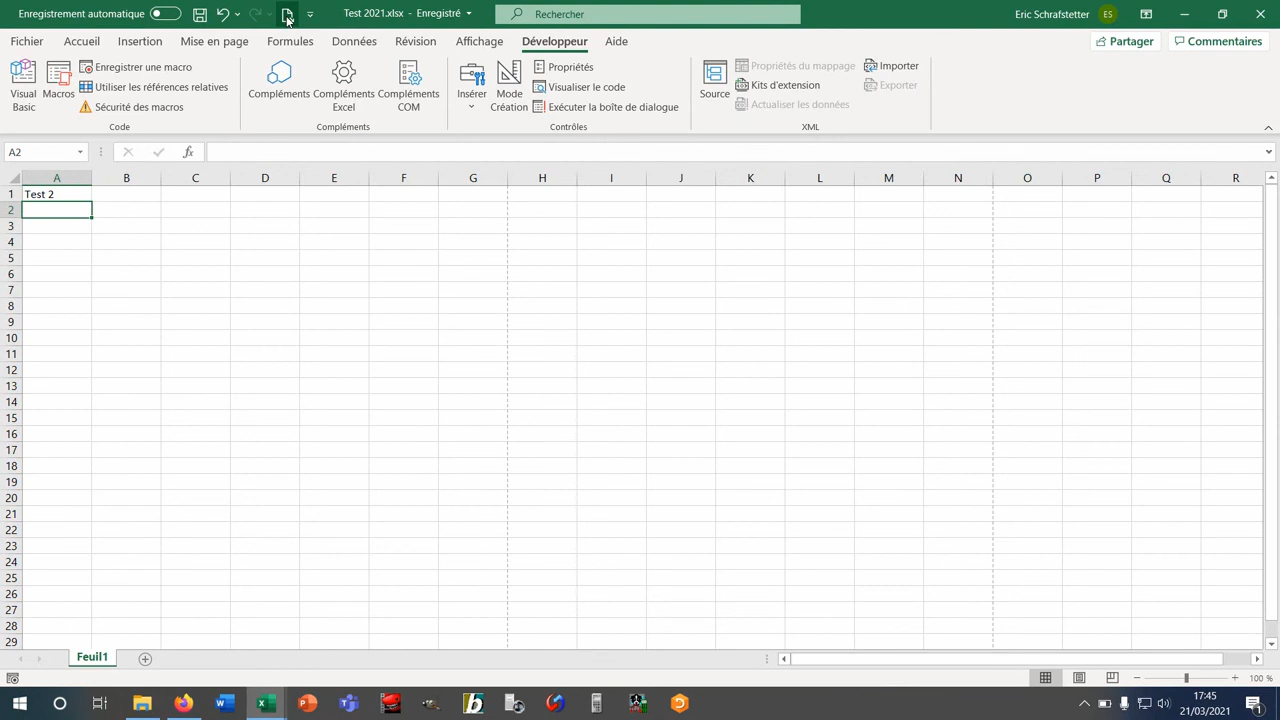 Enregistrement automatique
Test 2021.xlsx - Enregistré
Rechercher
Eric Schrafstetter
ES
Fichier Accueil Insertion Mise en page Formules Données Révision Affichage Développeur Aide
Partager
Commentaires
Visual Basic
Macros
Enregistrer une macro
Utiliser les références relatives
Sécurité des macros
Code
Compléments
Compléments Excel
Compléments COM
Compléments
Insérer
Mode Création
Propriétés
Visualiser le code
Exécuter la boîte de dialogue
Contrôles
Source
Propriétés du mappage
Kits d'extension
Actualiser les données
Importer
Exporter
XML
A2
fx
A B C D E F G H I J K L M N O P Q R
1 Test 2
2
3
4
5
6
7
8
9
10
11
12
13
14
15
16
17
18
19
20
21
22
23
24
25
26
27
28
29
Feuil1
100 %
17:45
21/03/2021